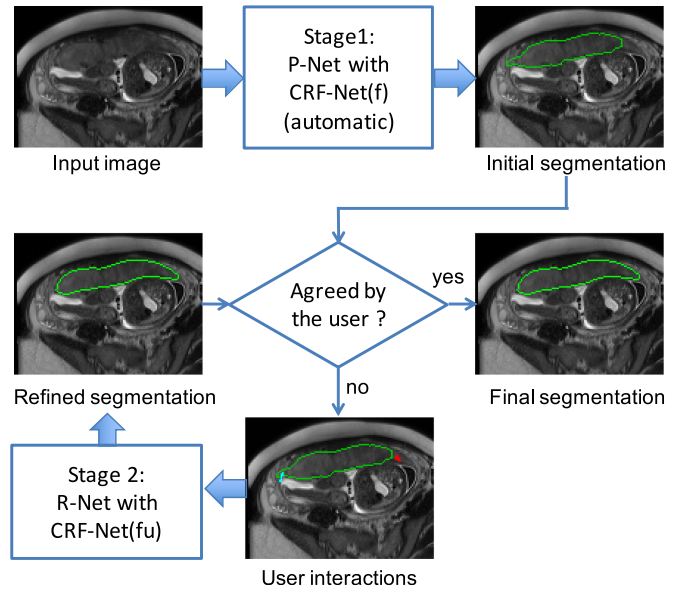 Stage1:
P-Net with
CRF-Net(f)
(automatic)
Input image
Initial segmentation
Agreed by
the user ?
yes
no
Refined segmentation
Final segmentation
Stage 2:
R-Net with
CRF-Net(fu)
User interactions